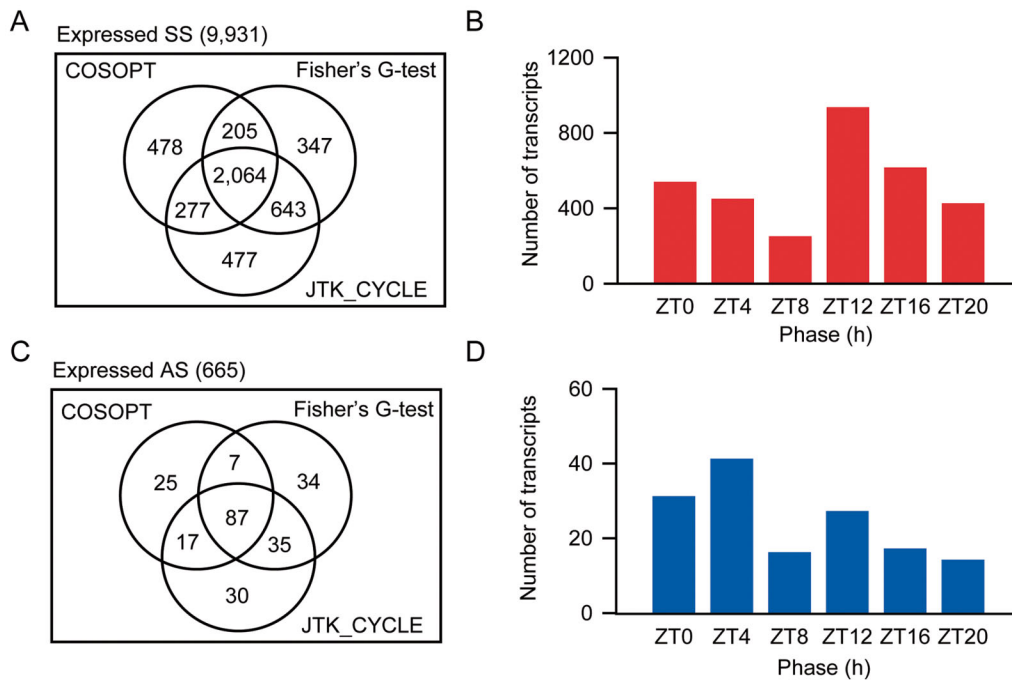 A
Expressed SS (9,931)
COSOPT
Fisher's G-test
478
205
347
2,064
277
643
477
JTK_CYCLE
B
Number of transcripts
1200
800
400
0
ZT0 ZT4 ZT8 ZT12 ZT16 ZT20
Phase (h)
C
Expressed AS (665)
COSOPT
Fisher's G-test
25
7
34
87
17
35
30
JTK_CYCLE
D
Number of transcripts
60
40
20
0
ZT0 ZT4 ZT8 ZT12 ZT16 ZT20
Phase (h)